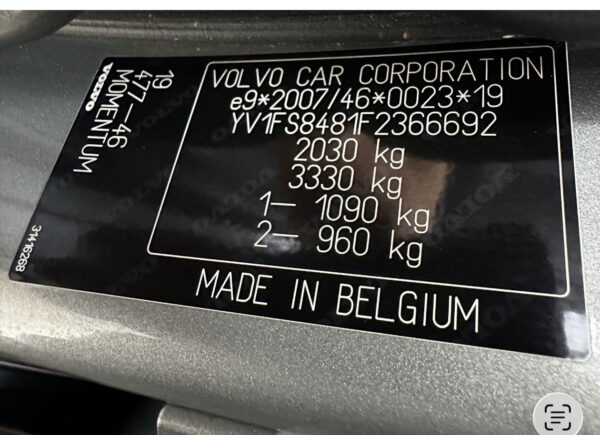 VOLVO CAR CORPORATION
e9*2007/46*0023*19
YV1FS8481F2366692
2030 kg
3330 kg
1— 1090 kg
2— 960 kg
MADE IN BELGIUM
19
477—46
MOMENTUM
VOLVO
31416268